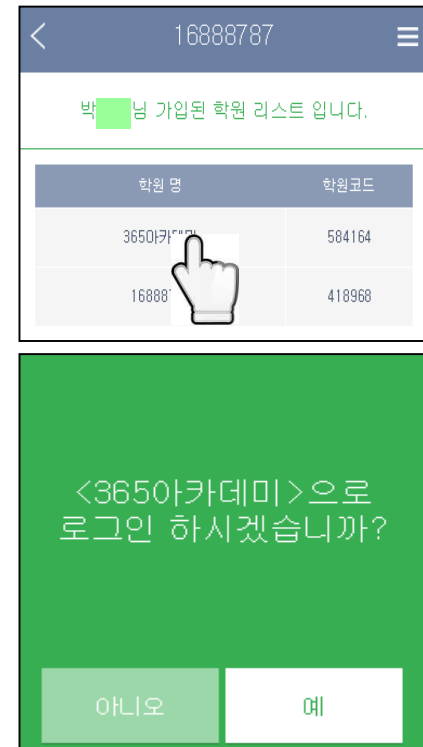 16888787
박 님 가입된 학원 리스트 입니다.
학원 명 학원코드
365아카데미 584164
16888 418968
<365아카데미>으로
로그인 하시겠습니까?
아니오 예